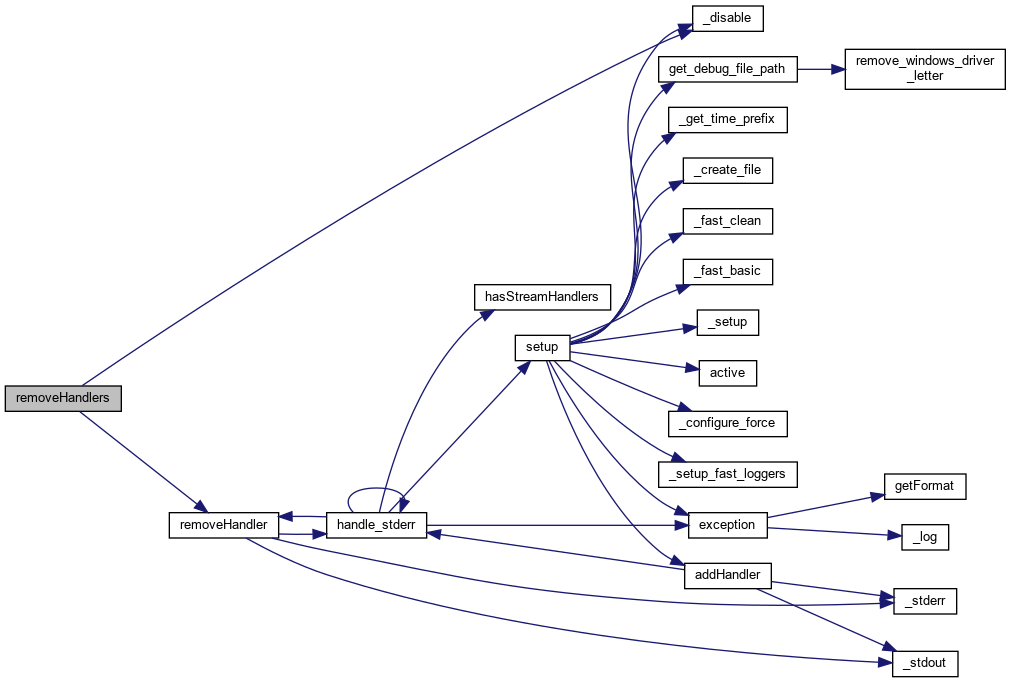 _disable
get_debug_file_path
remove_windows_driver
_letter
_get_time_prefix
_create_file
_fast_clean
_fast_basic
hasStreamHandlers
_setup
setup
active
removeHandlers
_configure_force
_setup_fast_loggers
getFormat
removeHandler
handle_stderr
exception
_log
addHandler
_stderr
_stdout